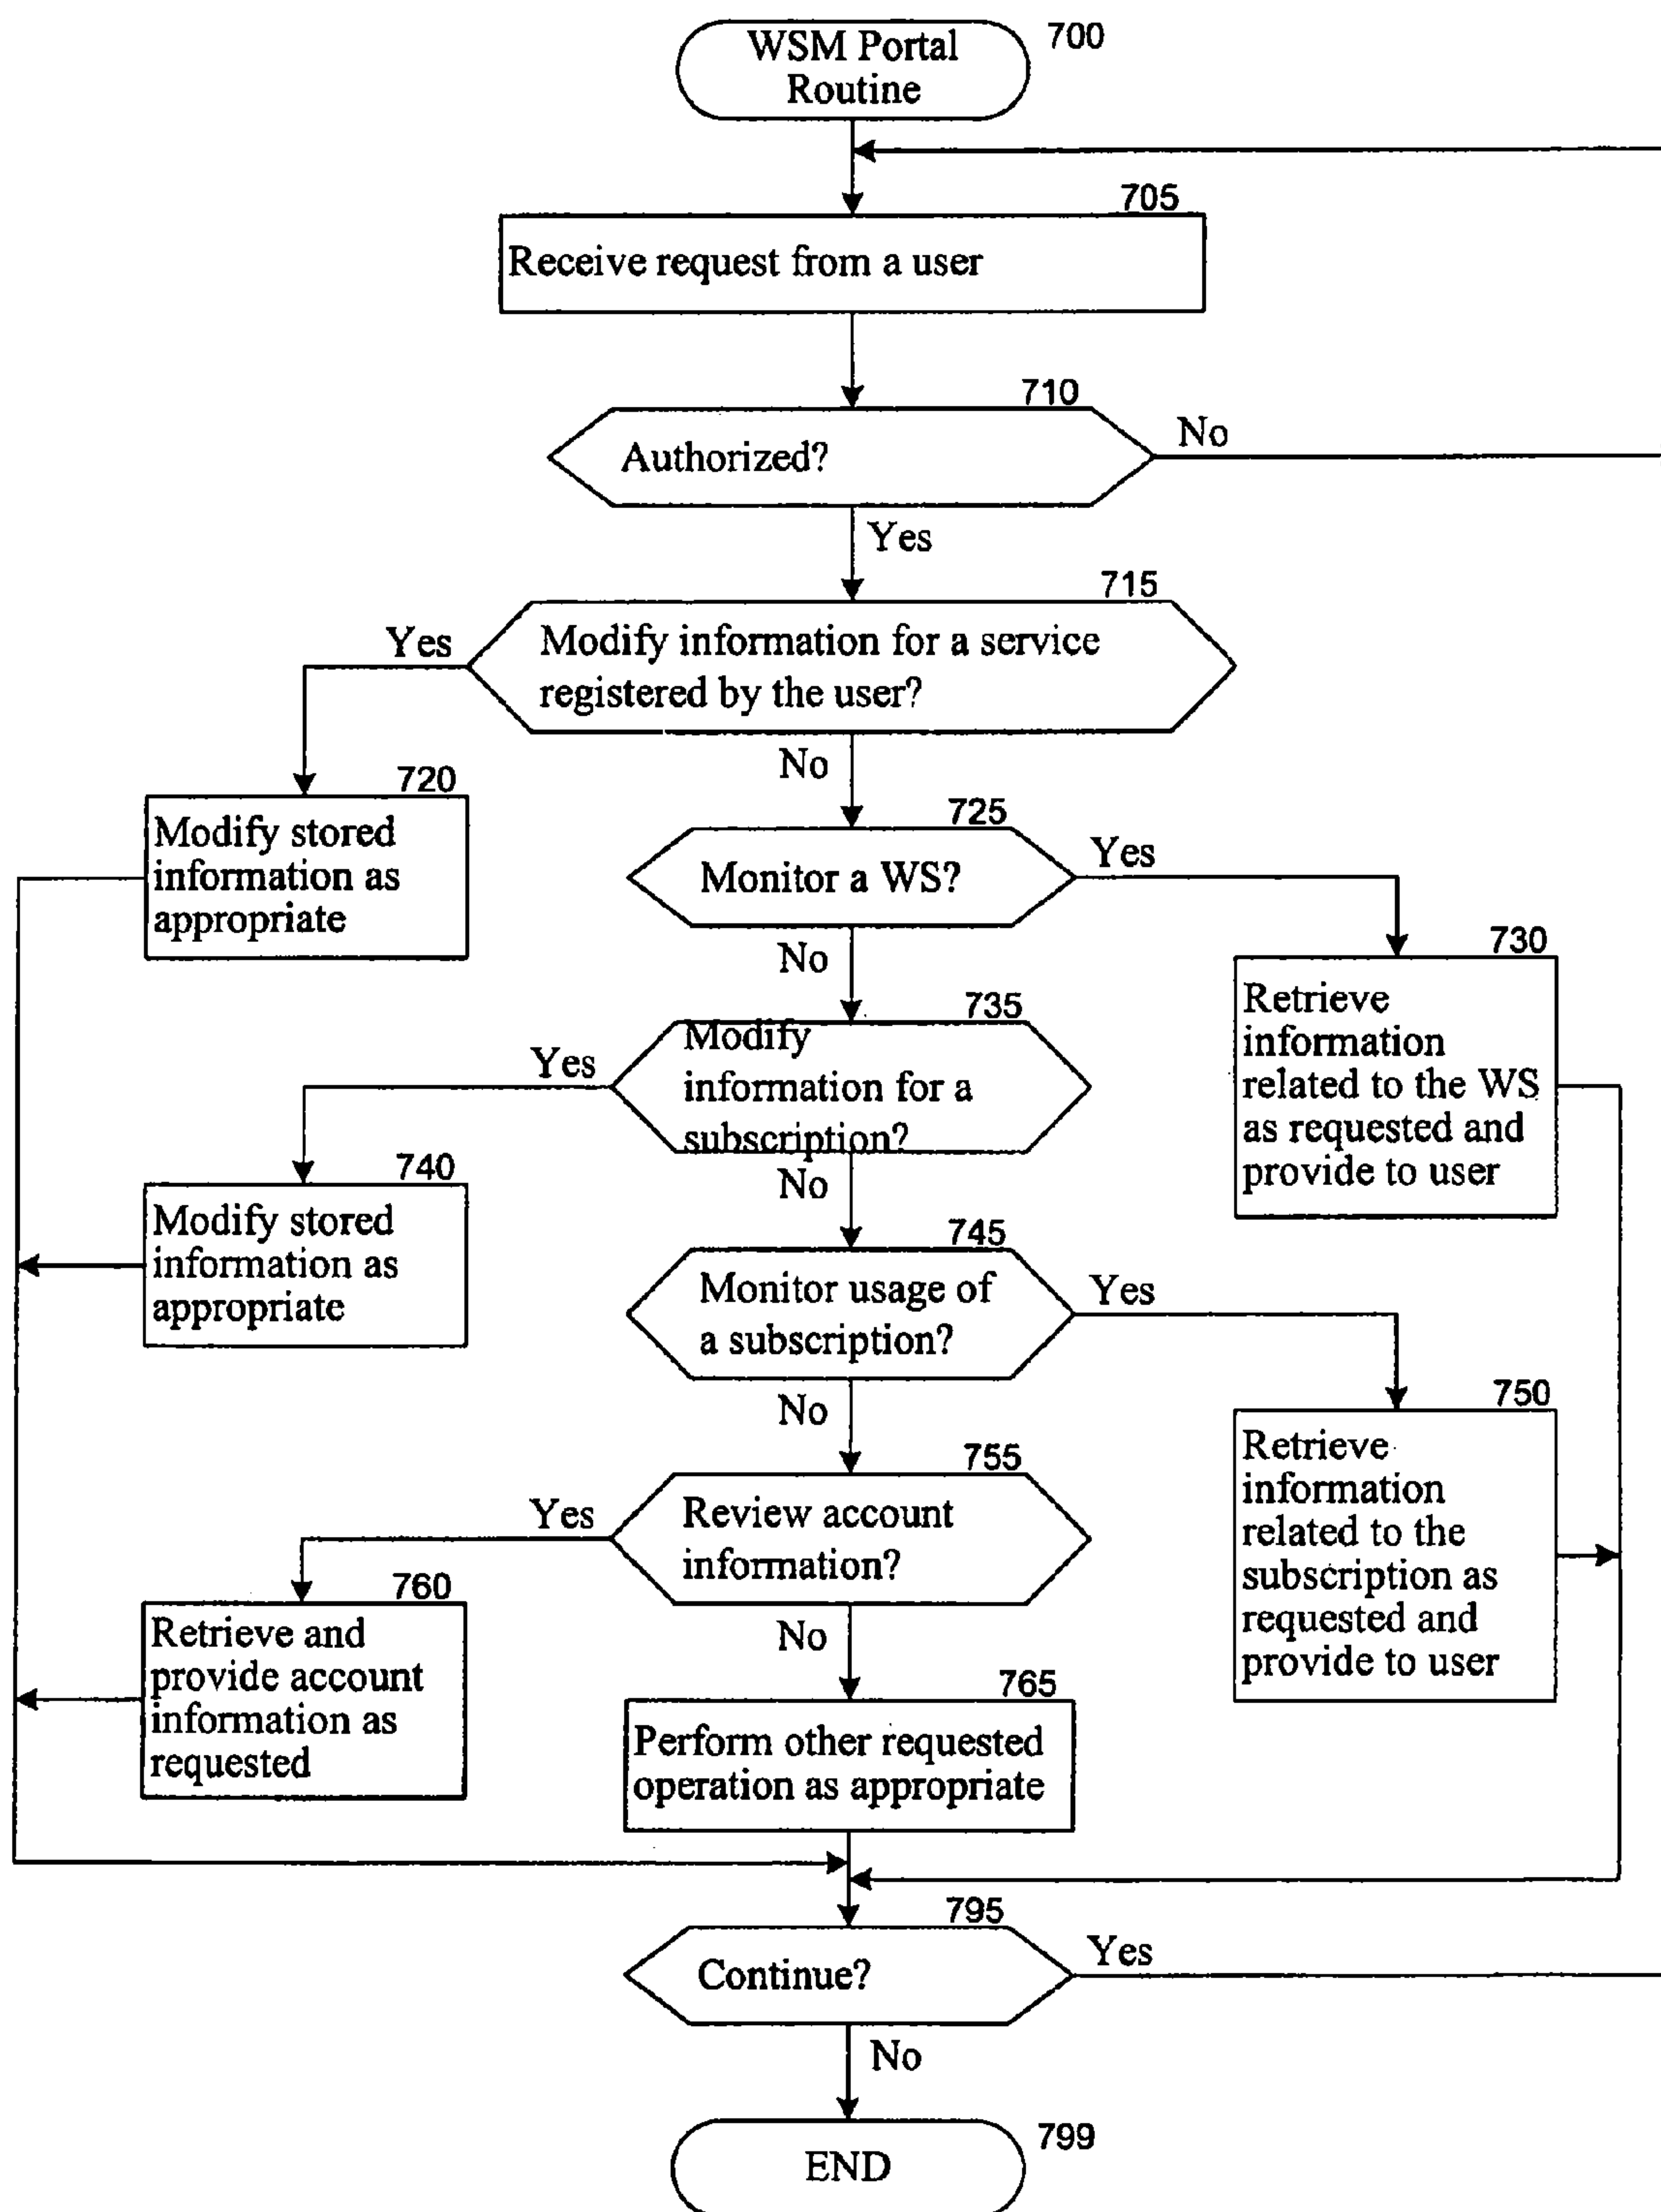 WSM Portal
Routine
700
705
Receive request from a user
710
Authorized?
No
Yes
715
Modify information for a service
registered by the user?
Yes
No
720
Modify stored
information as
appropriate
725
Monitor a WS?
Yes
No
730
Retrieve
information
related to the WS
as requested and
provide to user
735
Modify
information for a
subscription?
Yes
No
740
Modify stored
information as
appropriate
745
Monitor usage of
a subscription?
Yes
No
750
Retrieve
information
related to the
subscription as
requested and
provide to user
755
Review account
information?
Yes
No
760
Retrieve and
provide account
information as
requested
765
Perform other requested
operation as appropriate
795
Continue?
Yes
No
END
799